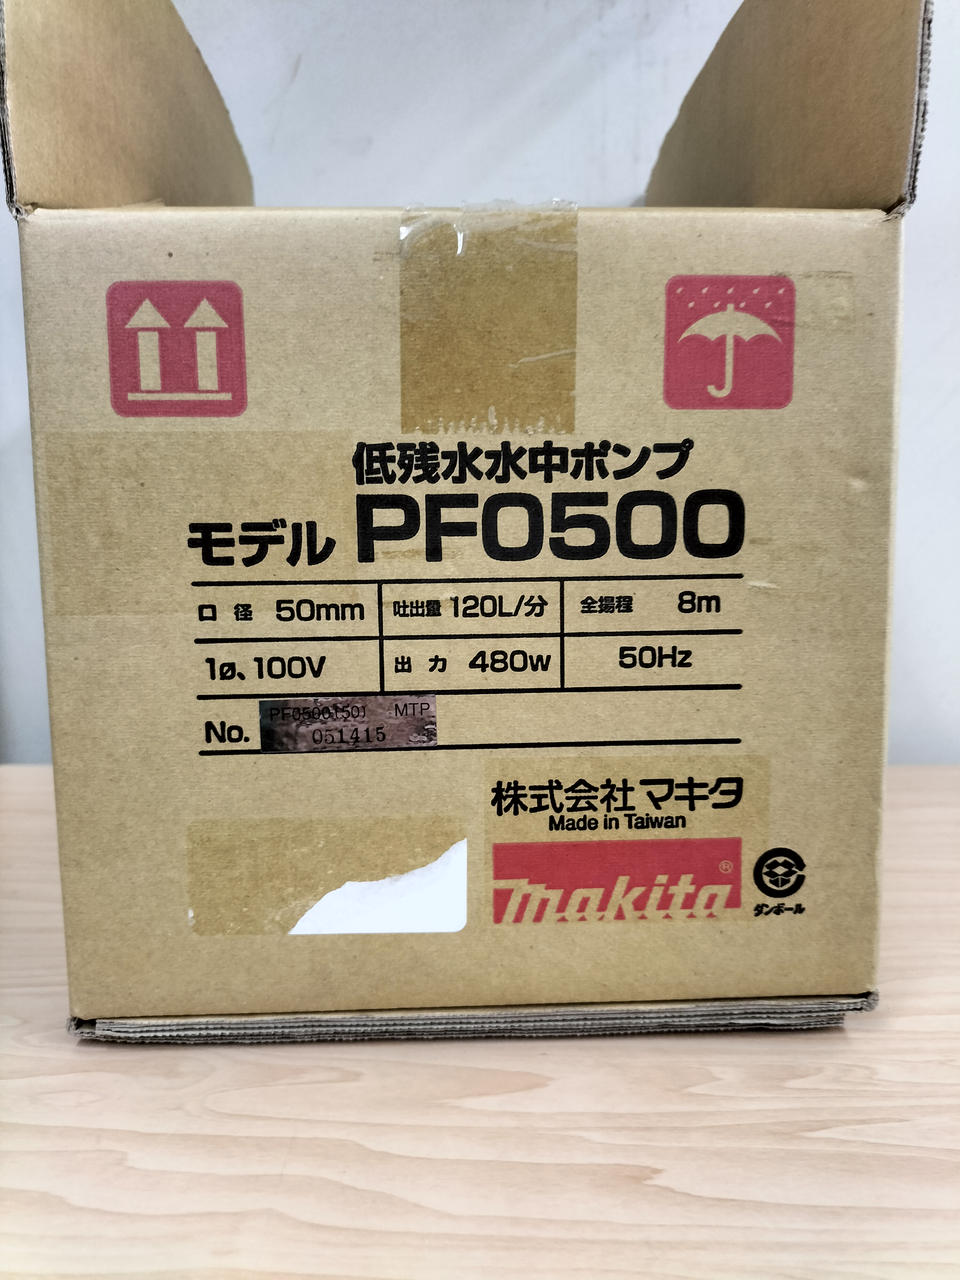 低残水水中ポンプ
モデル PF0500
口径 50mm 吐出量 120L/分 全揚程 8m
1ø、100V 出力 480W 50Hz
No. PF0500(50) MTP
051415
株式会社マキタ
Made in Taiwan
makita®
ダンボール